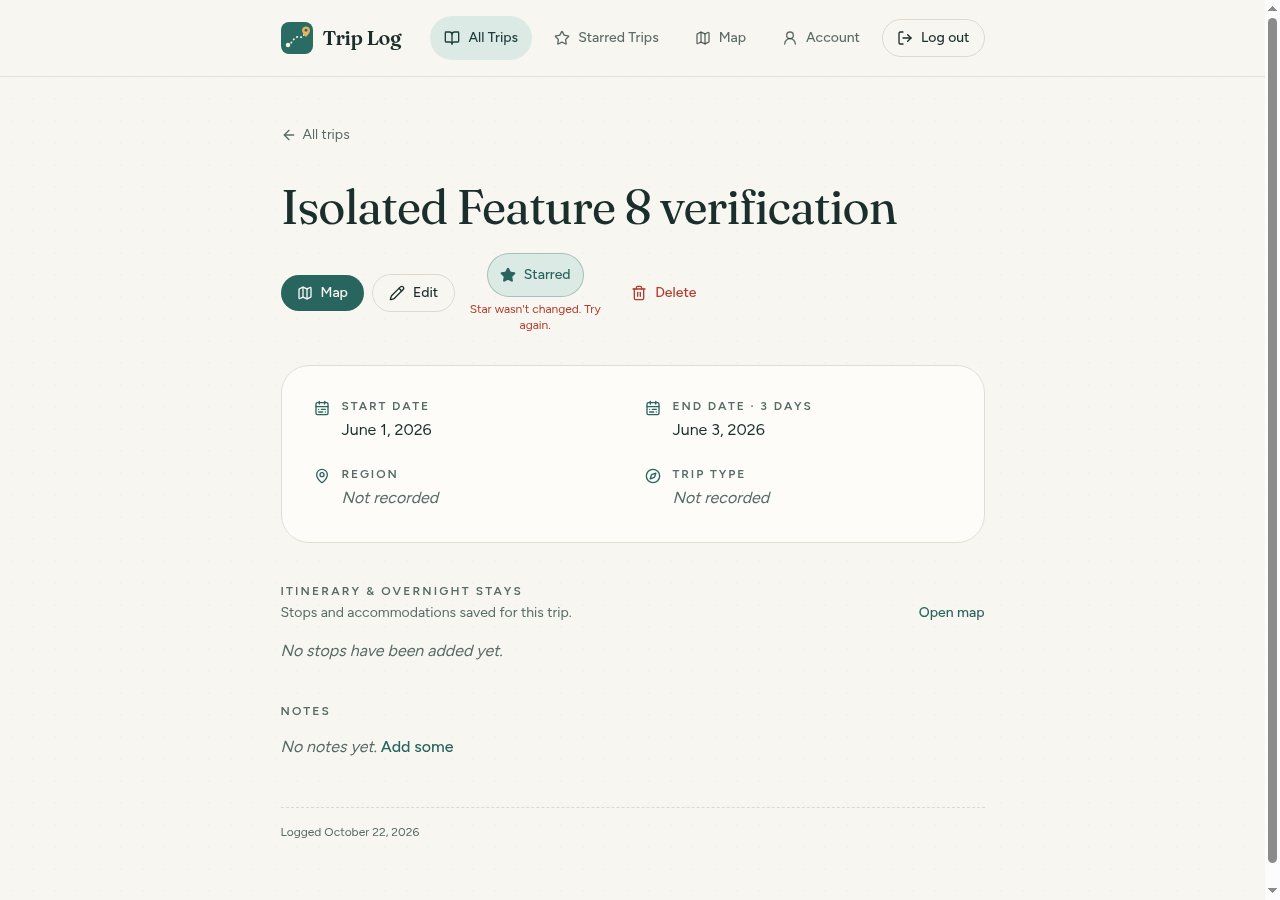 Trip Log
All Trips
Starred Trips
Map
Account
Log out
All trips
Isolated Feature 8 verification
Map
Edit
Starred
Star wasn't changed. Try
again.
Delete
START DATE
June 1, 2026
END DATE · 3 DAYS
June 3, 2026
REGION
Not recorded
TRIP TYPE
Not recorded
ITINERARY & OVERNIGHT STAYS
Stops and accommodations saved for this trip.
Open map
No stops have been added yet.
NOTES
No notes yet. Add some
Logged October 22, 2026